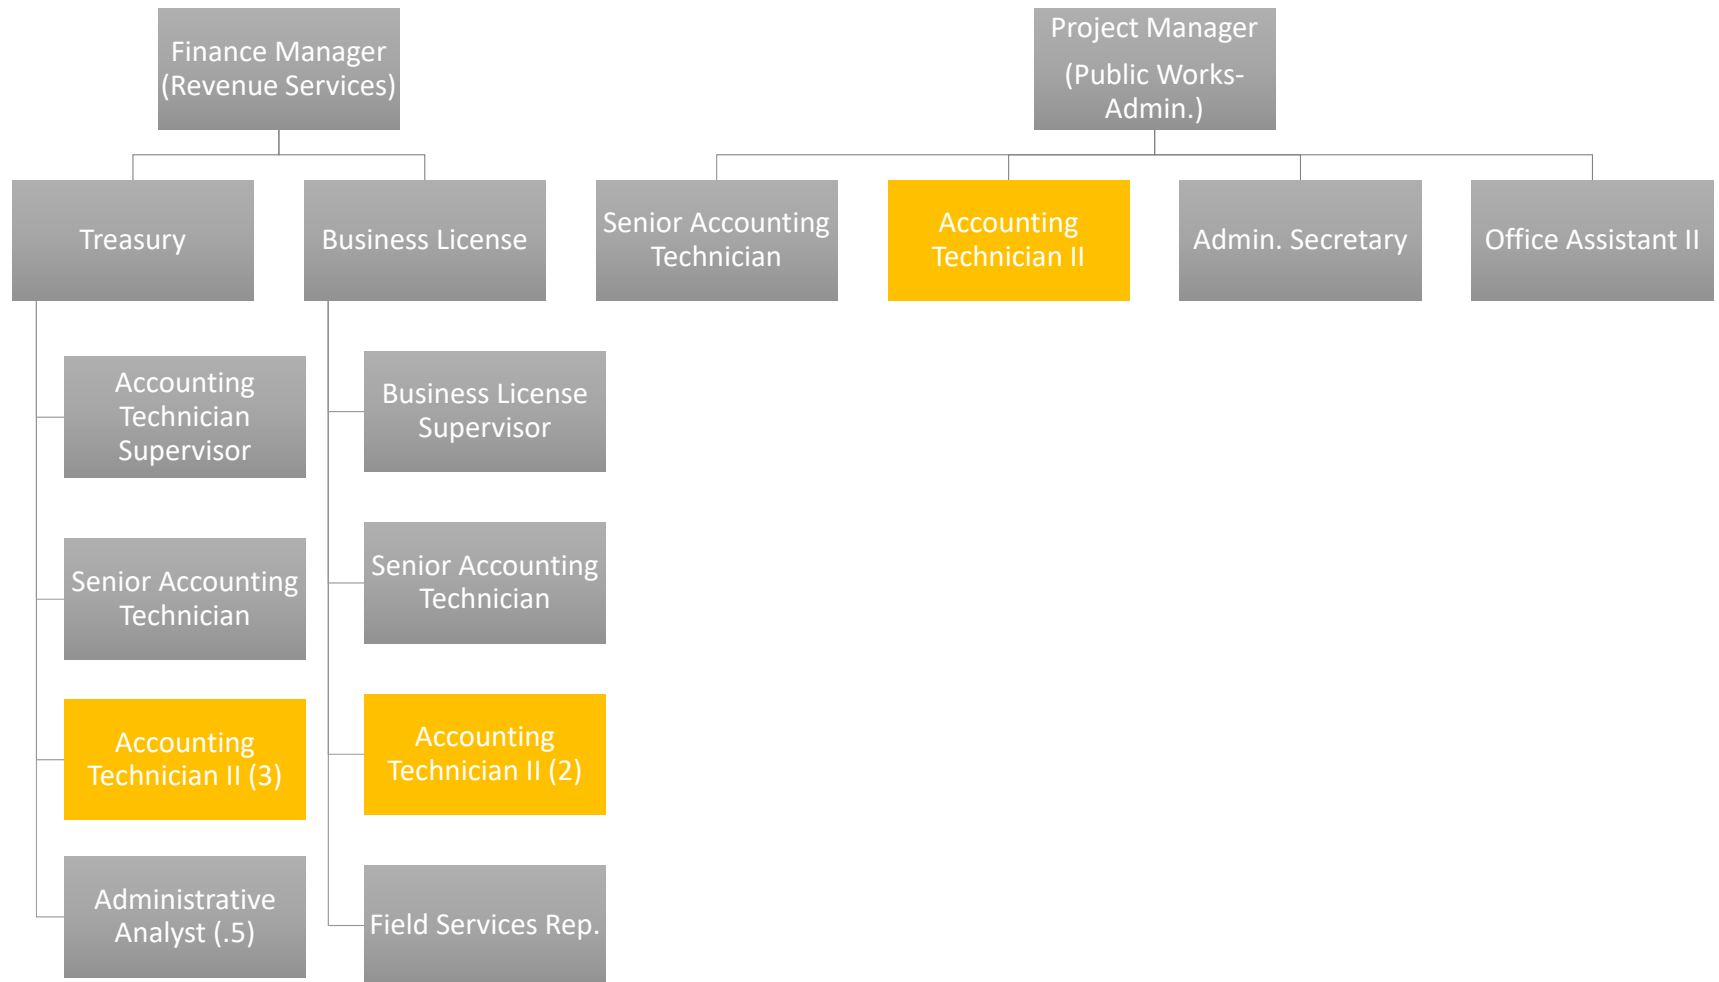 Finance Manager
(Revenue Services)
Project Manager
(Public Works-
Admin.)
Treasury
Business License
Senior Accounting
Technician
Accounting
Technician II
Admin. Secretary
Office Assistant II
Accounting
Technician
Supervisor
Senior Accounting
Technician
Accounting
Technician II (3)
Administrative
Analyst (.5)
Business License
Supervisor
Senior Accounting
Technician
Accounting
Technician II (2)
Field Services Rep.